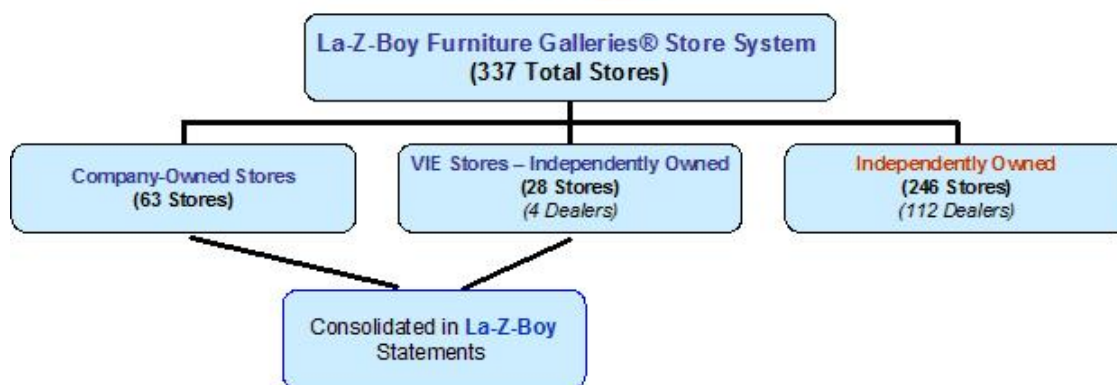 La-Z-Boy Furniture Galleries® Store System
(337 Total Stores)
Company-Owned Stores
(63 Stores)
VIE Stores – Independently Owned
(28 Stores)
(4 Dealers)
Independently Owned
(246 Stores)
(112 Dealers)
Consolidated in La-Z-Boy
Statements